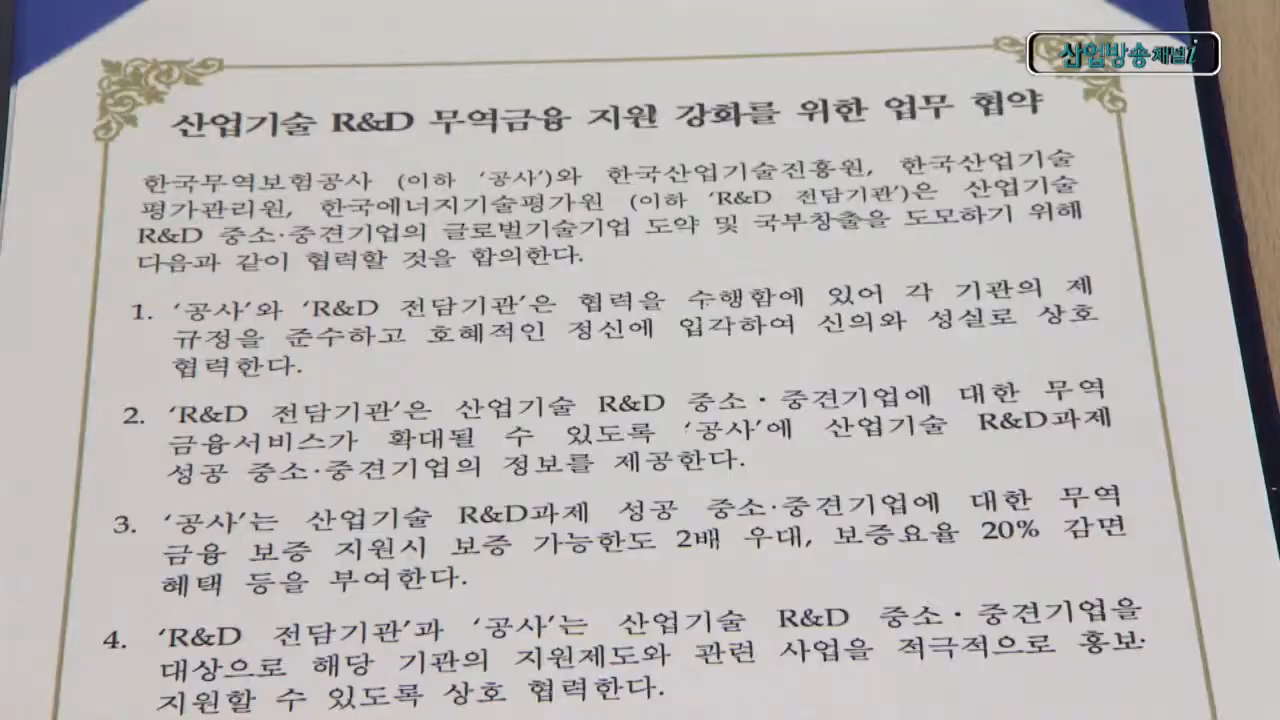 산업방송 채널i
산업기술 R&D 무역금융 지원 강화를 위한 업무 협약
한국무역보험공사 (이하 ‘공사’)와 한국산업기술진흥원, 한국산업기술
평가관리원, 한국에너지기술평가원 (이하 ‘R&D 전담기관’)은 산업기술
R&D 중소·중견기업의 글로벌기술기업 도약 및 국부창출을 도모하기 위해
다음과 같이 협력할 것을 합의한다.
1. ‘공사’와 ‘R&D 전담기관’은 협력을 수행함에 있어 각 기관의 제
규정을 준수하고 호혜적인 정신에 입각하여 신의와 성실로 상호
협력한다.
2. ‘R&D 전담기관’은 산업기술 R&D 중소·중견기업에 대한 무역
금융서비스가 확대될 수 있도록 ‘공사’에 산업기술 R&D과제
성공 중소·중견기업의 정보를 제공한다.
3. ‘공사’는 산업기술 R&D과제 성공 중소·중견기업에 대한 무역
금융 보증 지원시 보증 가능한도 2배 우대, 보증요율 20% 감면
혜택 등을 부여한다.
4. ‘R&D 전담기관’과 ‘공사’는 산업기술 R&D 중소·중견기업을
대상으로 해당 기관의 지원제도와 관련 사업을 적극적으로 홍보·
지원할 수 있도록 상호 협력한다.